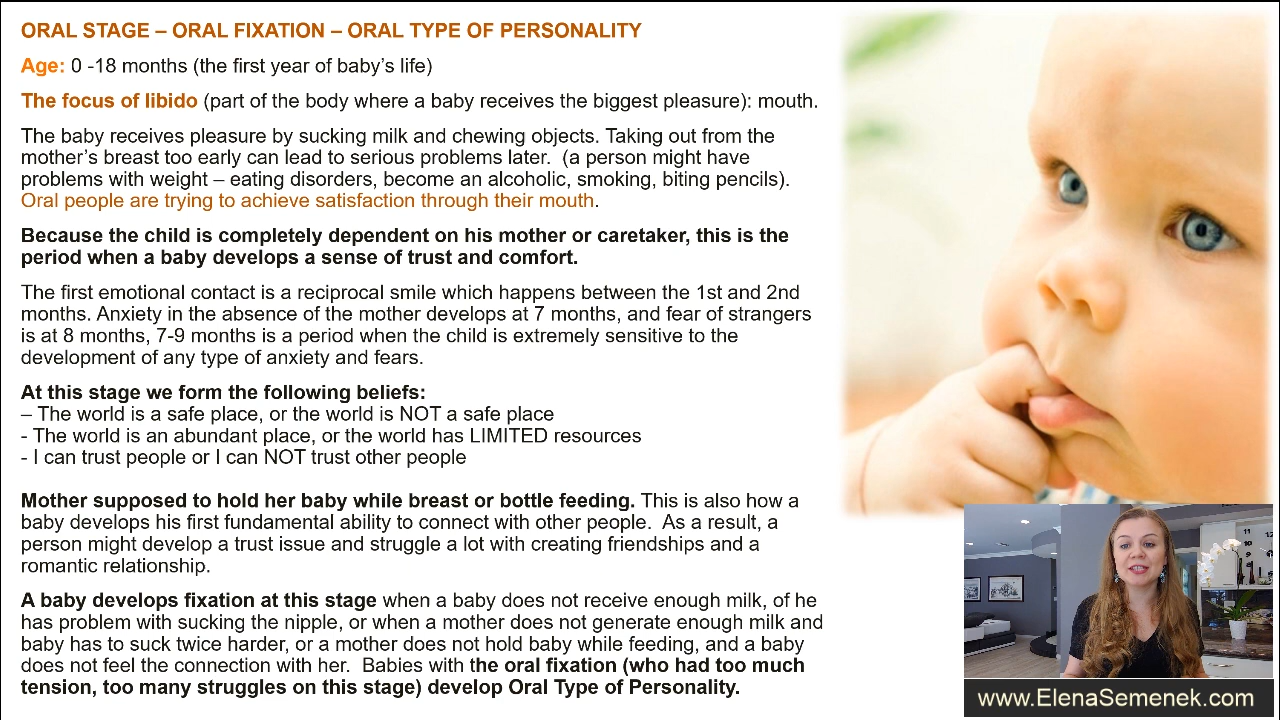 ORAL STAGE – ORAL FIXATION – ORAL TYPE OF PERSONALITY
Age: 0 -18 months (the first year of baby’s life)
The focus of libido (part of the body where a baby receives the biggest pleasure): mouth.
The baby receives pleasure by sucking milk and chewing objects. Taking out from the
mother’s breast too early can lead to serious problems later.  (a person might have
problems with weight – eating disorders, become an alcoholic, smoking, biting pencils).
Oral people are trying to achieve satisfaction through their mouth.
Because the child is completely dependent on his mother or caretaker, this is the
period when a baby develops a sense of trust and comfort.
The first emotional contact is a reciprocal smile which happens between the 1st and 2nd
months. Anxiety in the absence of the mother develops at 7 months, and fear of strangers
is at 8 months, 7-9 months is a period when the child is extremely sensitive to the
development of any type of anxiety and fears.
At this stage we form the following beliefs:
– The world is a safe place, or the world is NOT a safe place
- The world is an abundant place, or the world has LIMITED resources
- I can trust people or I can NOT trust other people
Mother supposed to hold her baby while breast or bottle feeding. This is also how a
baby develops his first fundamental ability to connect with other people.  As a result, a
person might develop a trust issue and struggle a lot with creating friendships and a
romantic relationship.
A baby develops fixation at this stage when a baby does not receive enough milk, of he
has problem with sucking the nipple, or when a mother does not generate enough milk and
baby has to suck twice harder, or a mother does not hold baby while feeding, and a baby
does not feel the connection with her.  Babies with the oral fixation (who had too much
tension, too many struggles on this stage) develop Oral Type of Personality.
www.ElenaSemenek.com